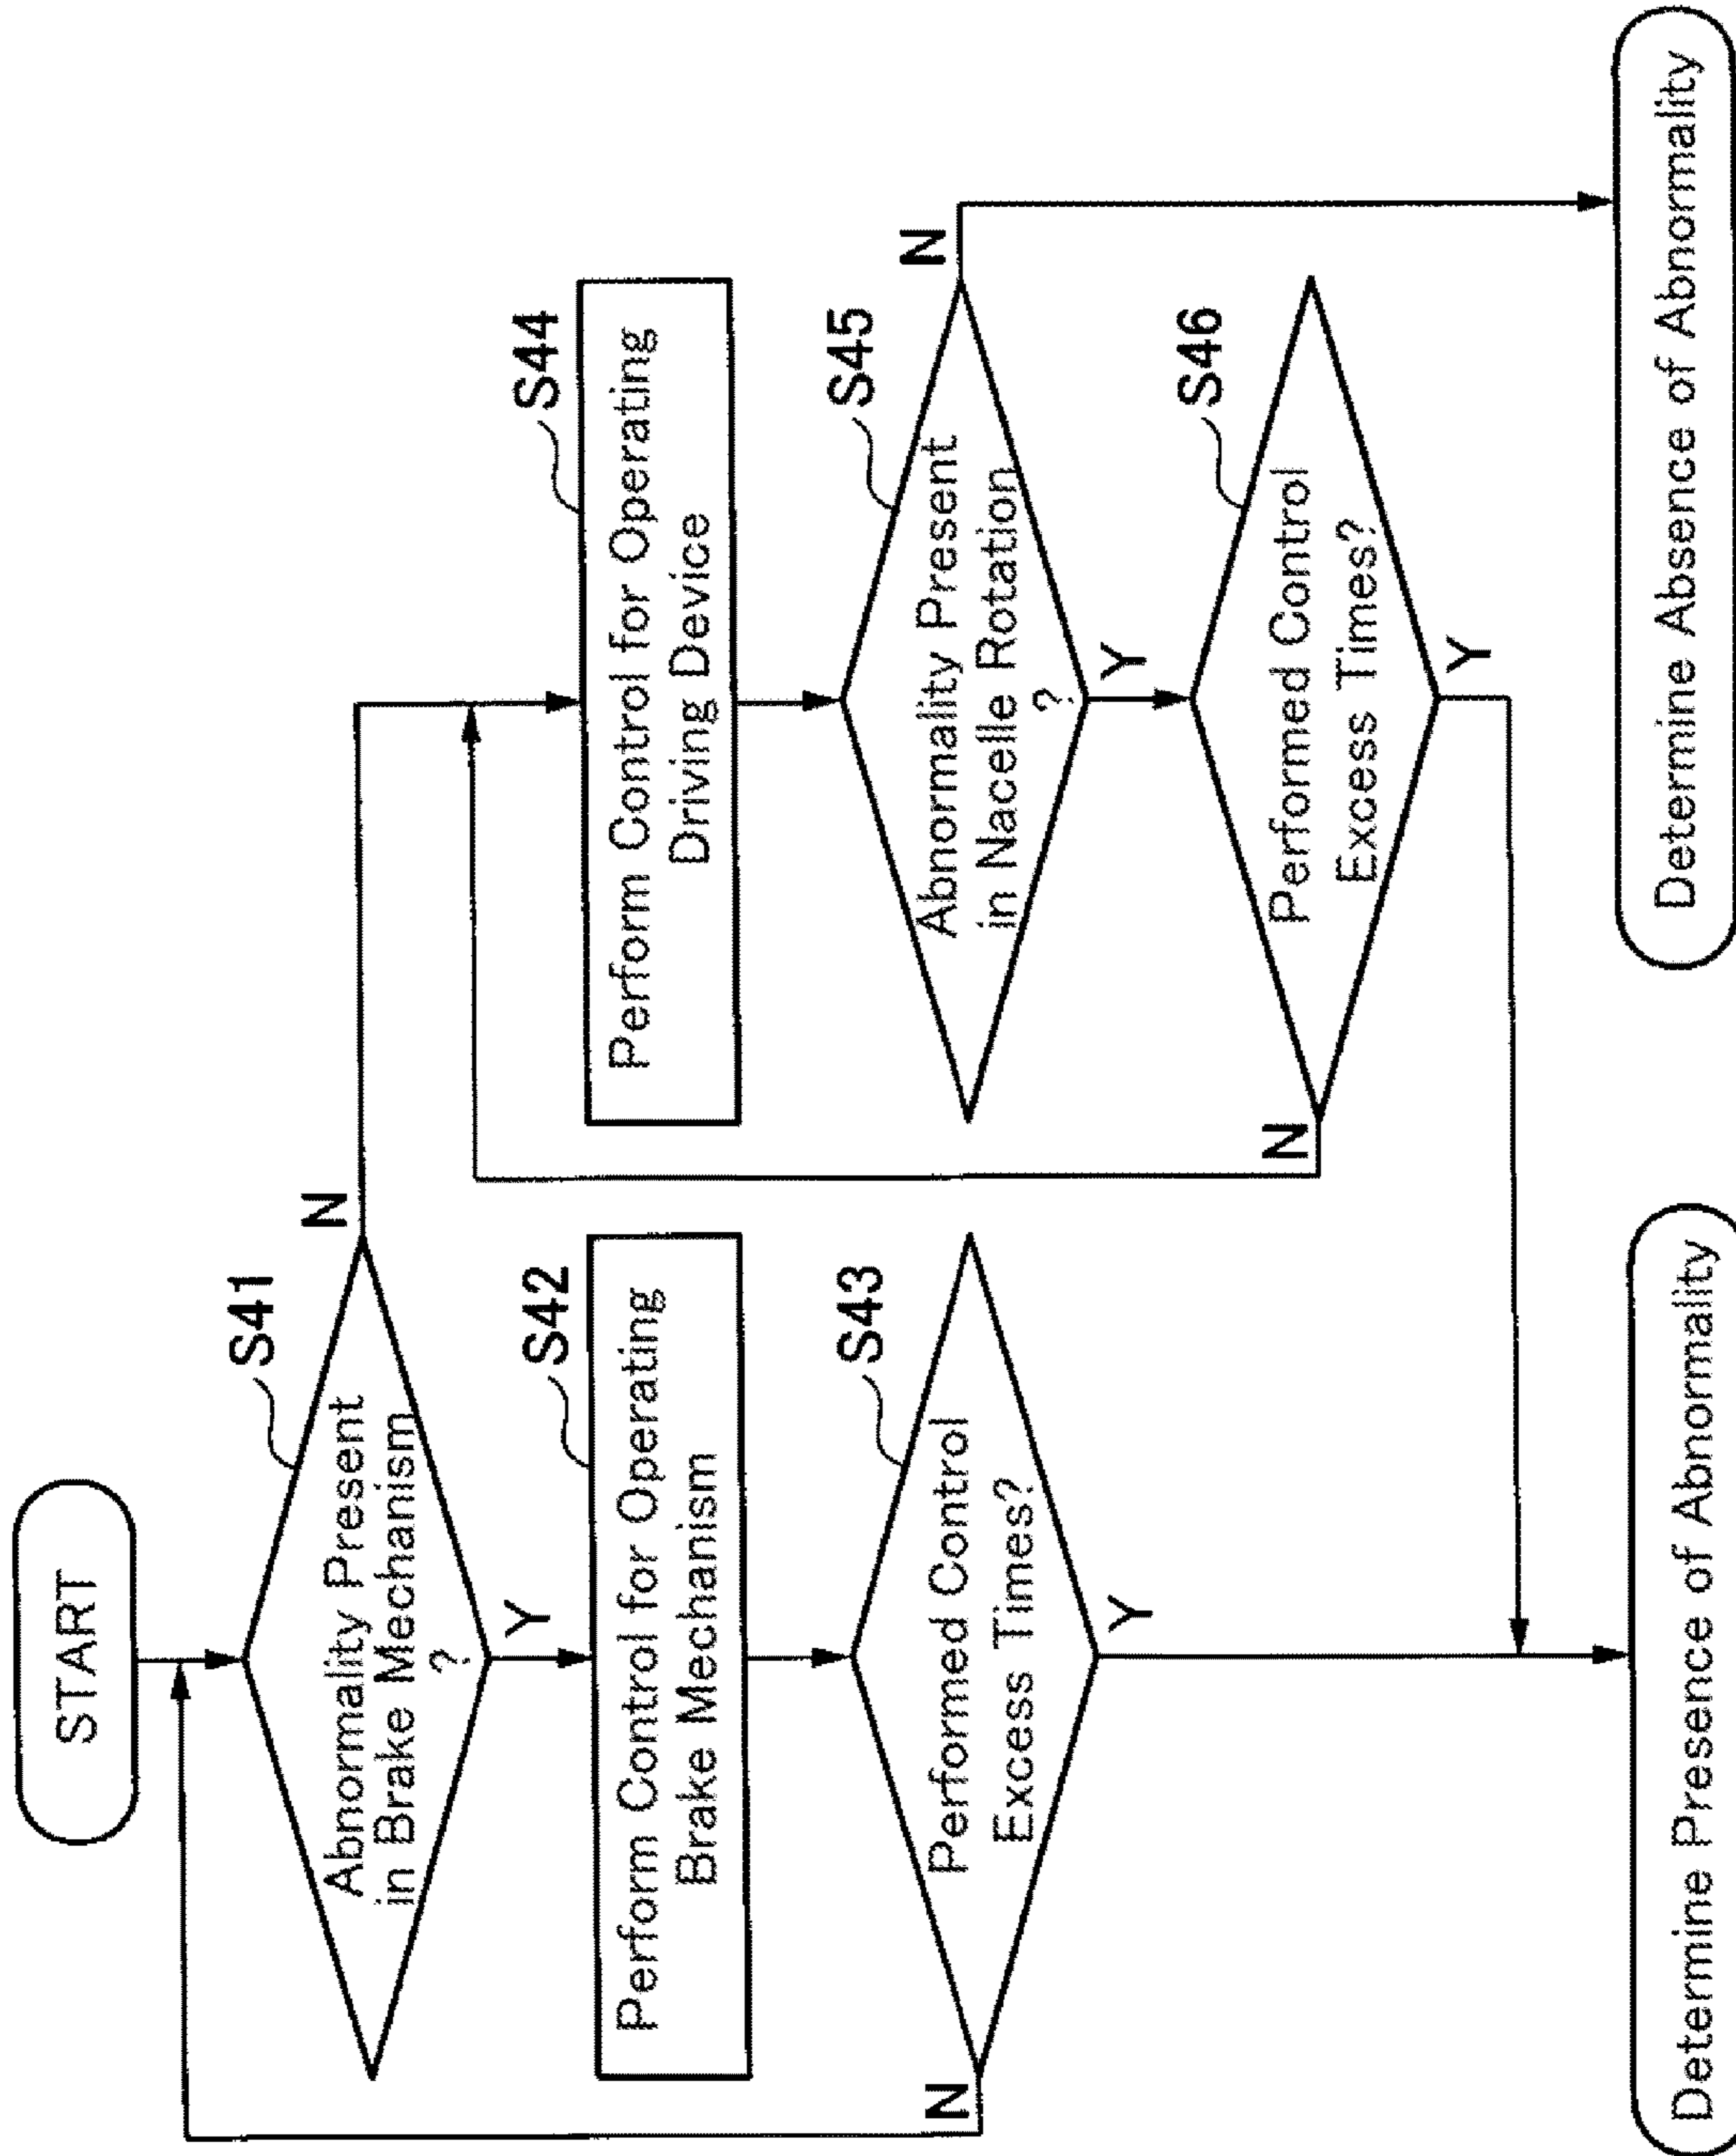 START
S41
Abnormality Present
in Brake Mechanism
?
N
Y
S42
Perform Control for Operating
Brake Mechanism
S43
Performed Control
Excess Times?
N
Y
S44
Perform Control for Operating
Driving Device
S45
Abnormality Present
in Nacelle Rotation
?
N
Y
S46
Performed Control
Excess Times?
N
Y
Determine Presence of Abnormality
Determine Absence of Abnormality